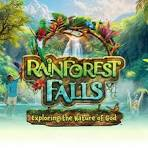 RAINFOREST
FALLS
Exploring the Nature of God